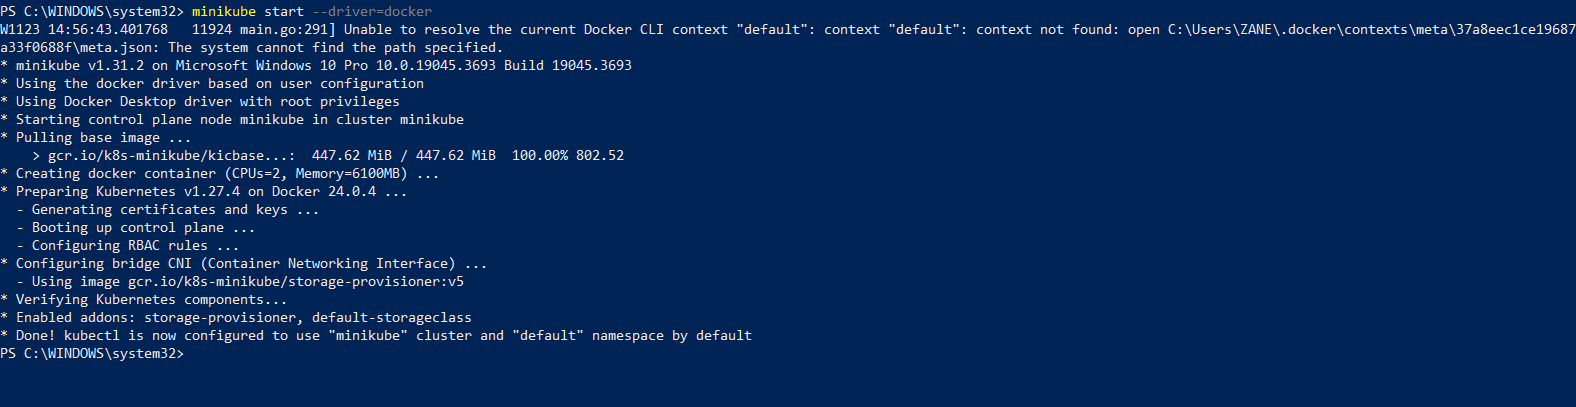 PS C:\WINDOWS\system32> minikube start --driver=docker
W1123 14:56:43.401768   11924 main.go:291] Unable to resolve the current Docker CLI context "default": context "default": context not found: open C:\Users\ZANE\.docker\contexts\meta\37a8eec1ce19687
a33f0688f\meta.json: The system cannot find the path specified.
* minikube v1.31.2 on Microsoft Windows 10 Pro 10.0.19045.3693 Build 19045.3693
* Using the docker driver based on user configuration
* Using Docker Desktop driver with root privileges
* Starting control plane node minikube in cluster minikube
* Pulling base image ...
    > gcr.io/k8s-minikube/kicbase...:  447.62 MiB / 447.62 MiB  100.00% 802.52
* Creating docker container (CPUs=2, Memory=6100MB) ...
* Preparing Kubernetes v1.27.4 on Docker 24.0.4 ...
  - Generating certificates and keys ...
  - Booting up control plane ...
  - Configuring RBAC rules ...
* Configuring bridge CNI (Container Networking Interface) ...
  - Using image gcr.io/k8s-minikube/storage-provisioner:v5
* Verifying Kubernetes components...
* Enabled addons: storage-provisioner, default-storageclass
* Done! kubectl is now configured to use "minikube" cluster and "default" namespace by default
PS C:\WINDOWS\system32>